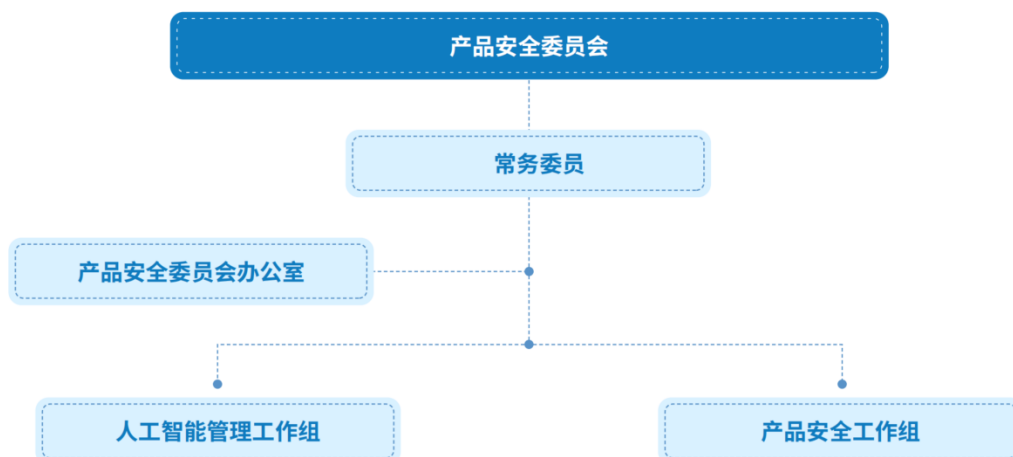 产品安全委员会
常务委员
产品安全委员会办公室
人工智能管理工作组
产品安全工作组